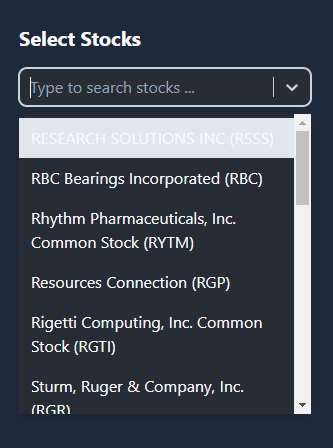 Select Stocks
Type to search stocks ...
RESEARCH SOLUTIONS INC (RSSS)
RBC Bearings Incorporated (RBC)
Rhythm Pharmaceuticals, Inc.
Common Stock (RYTM)
Resources Connection (RGP)
Rigetti Computing, Inc. Common
Stock (RGTI)
Sturm, Ruger & Company, Inc.
(RGR)